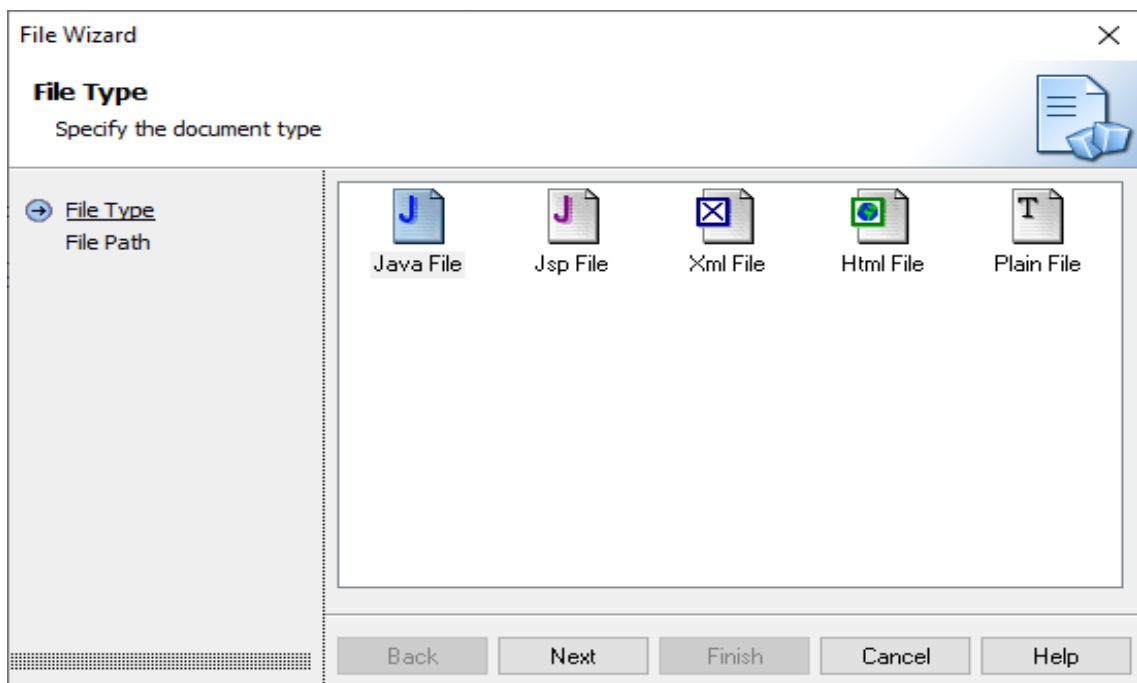 File Wizard
File Type
Specify the document type
File Type
File Path
Java File
Jsp File
Xml File
Html File
Plain File
Back
Next
Finish
Cancel
Help